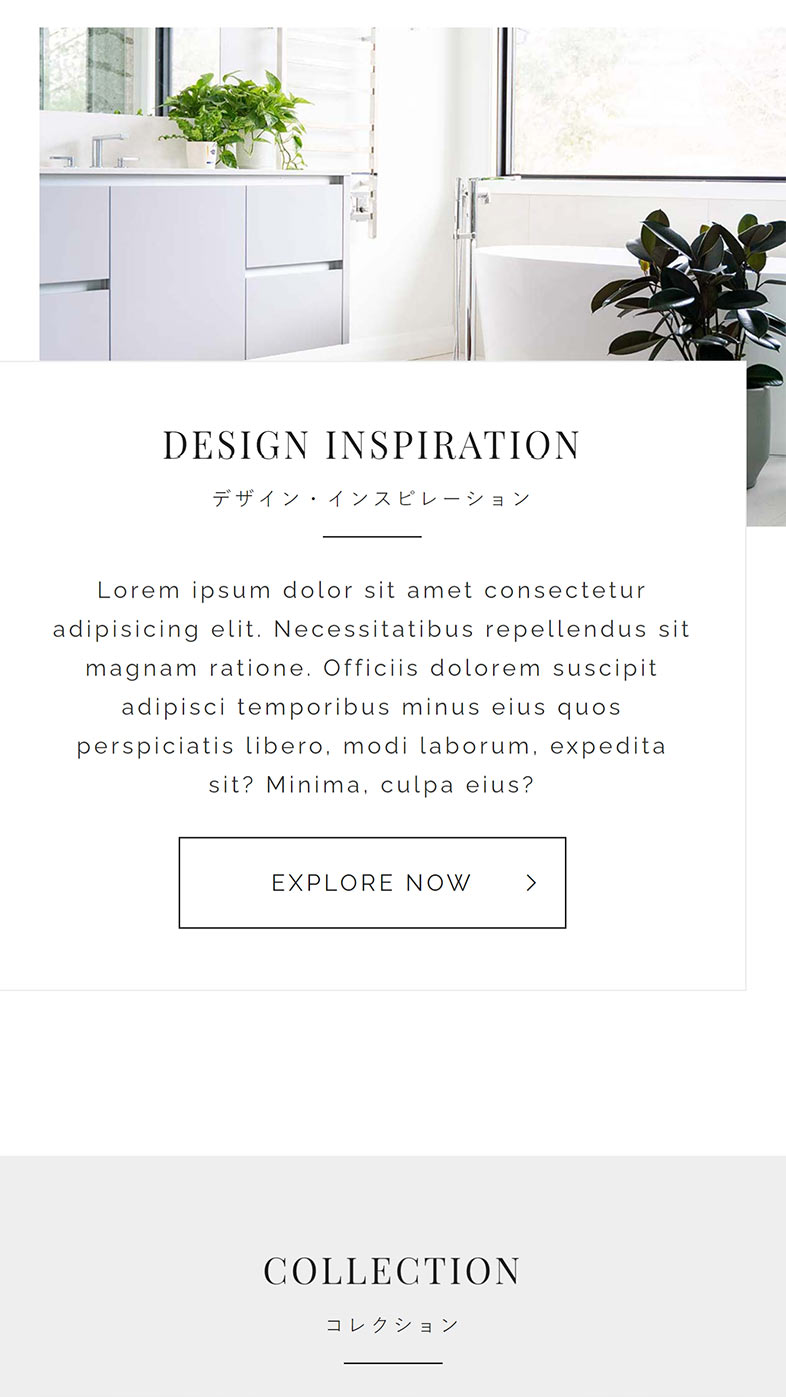 DESIGN INSPIRATION
デザイン・インスピレーション
Lorem ipsum dolor sit amet consectetur
adipisicing elit. Necessitatibus repellendus sit
magnam ratione. Officiis dolorem suscipit
adipisci temporibus minus eius quos
perspiciatis libero, modi laborum, expedita
sit? Minima, culpa eius?
EXPLORE NOW
COLLECTION
コレクション